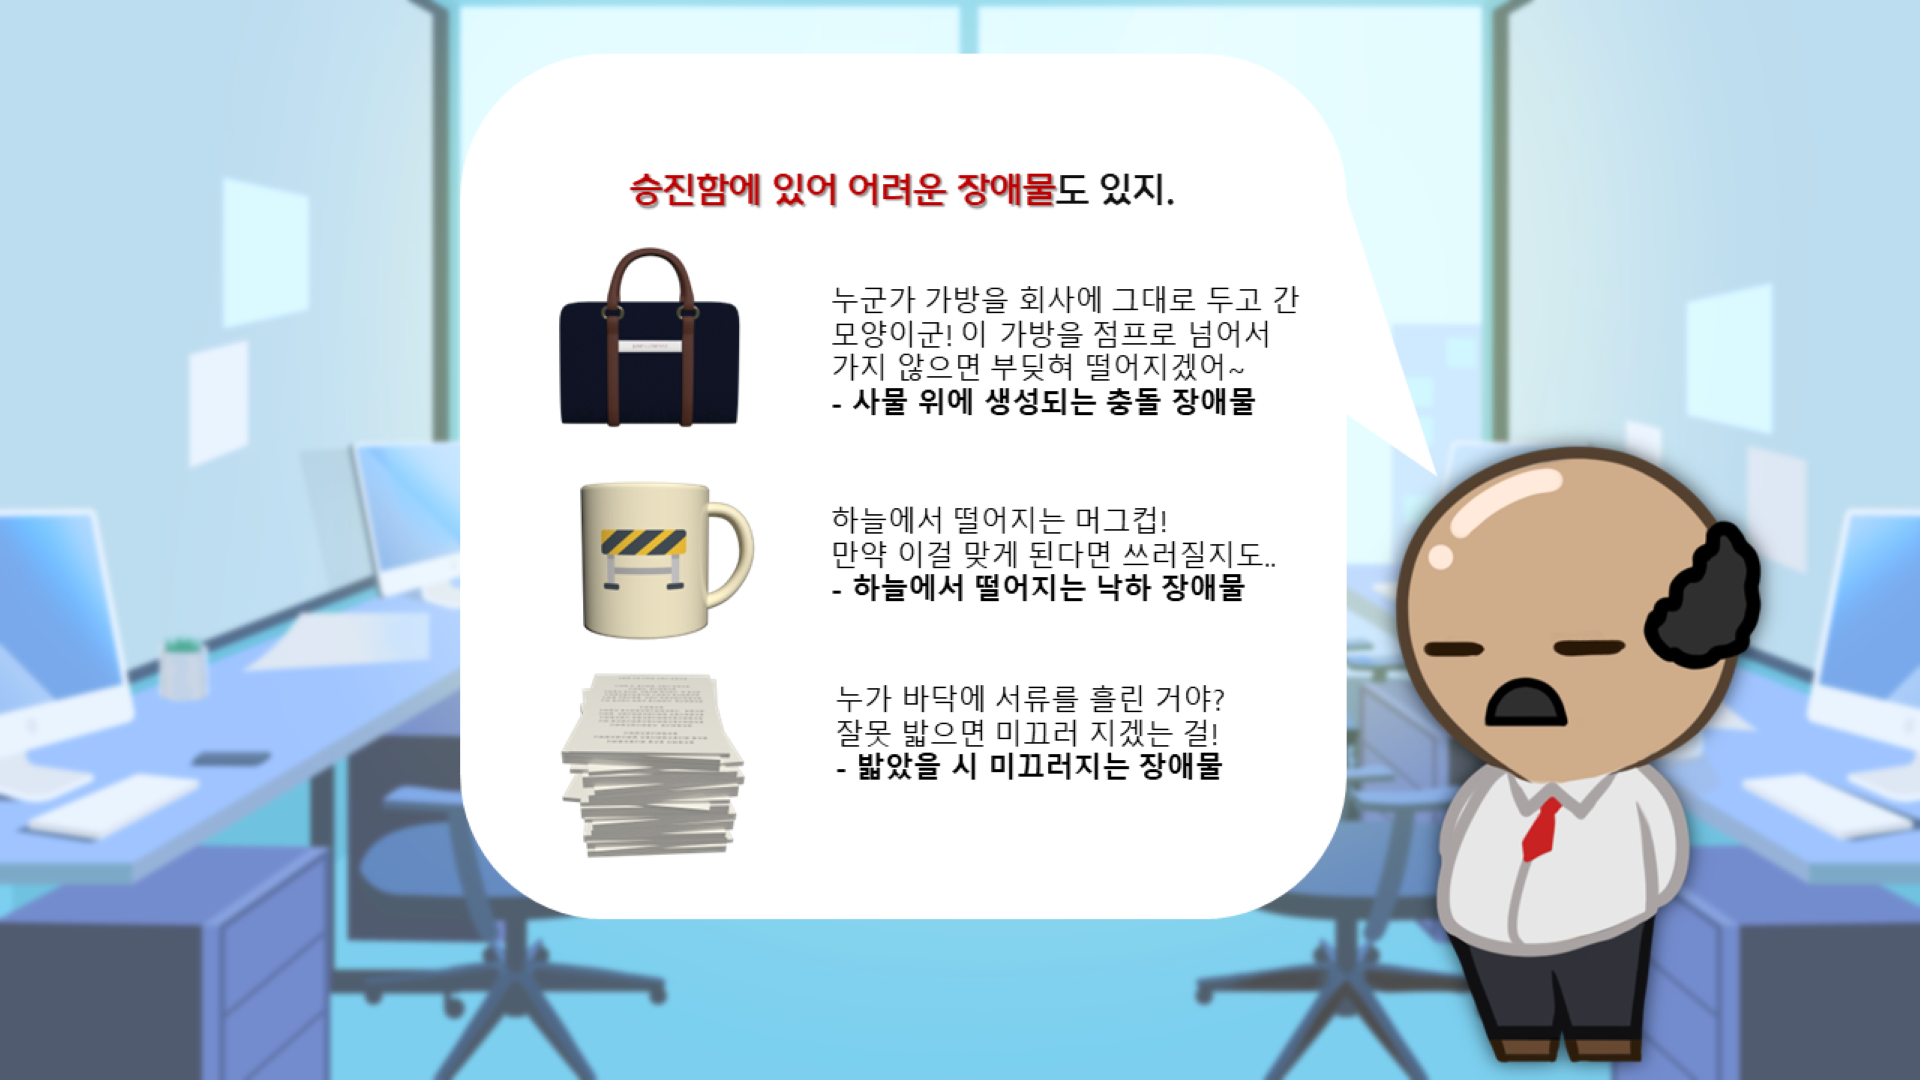 승진함에 있어 어려운 장애물도 있지.
누군가 가방을 회사에 그대로 두고 간
모양이군! 이 가방을 점프로 넘어서
가지 않으면 부딪혀 떨어지겠어~
- 사물 위에 생성되는 충돌 장애물
하늘에서 떨어지는 머그컵!
만약 이걸 맞게 된다면 쓰러질지도..
- 하늘에서 떨어지는 낙하 장애물
누가 바닥에 서류를 흘린 거야?
잘못 밟으면 미끄러 지겠는 걸!
- 밟았을 시 미끄러지는 장애물